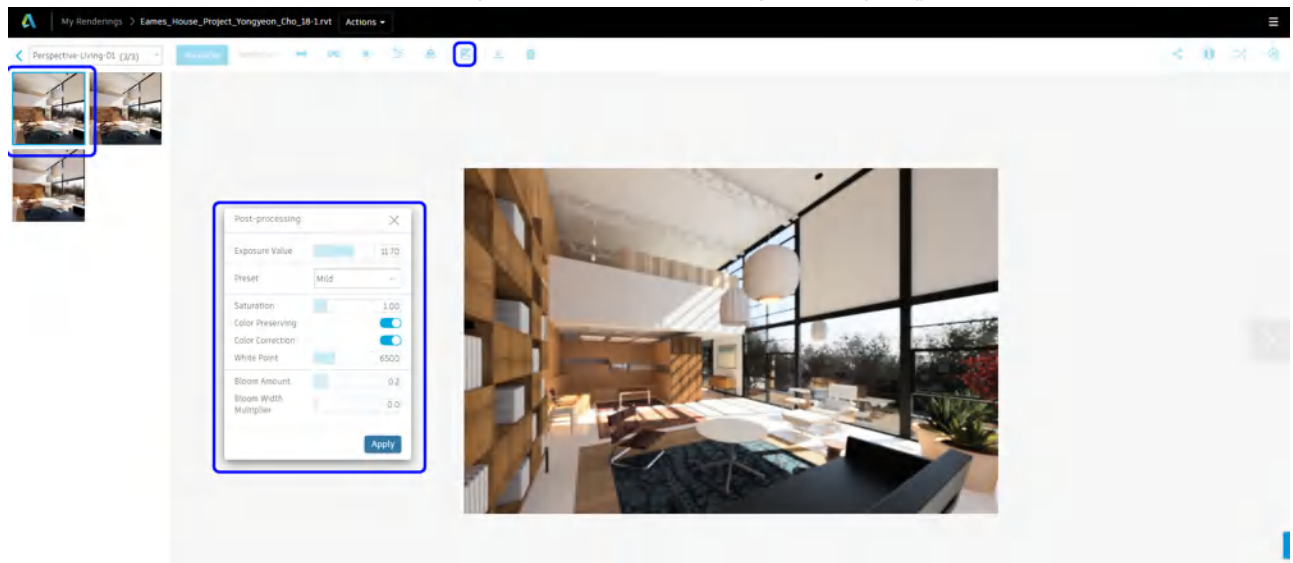 My Renderings > Eames_House_Project_Yongyeon_Cho_18-1.rvt Actions
Perspective-Living-01 (3/3)
Post-processing
Exposure Value 11.70
Preset Mild
Saturation 1.00
Color Preserving
Color Correction
White Point 6500
Bloom Amount 0.2
Bloom Width
Multiplier 0.0
Apply